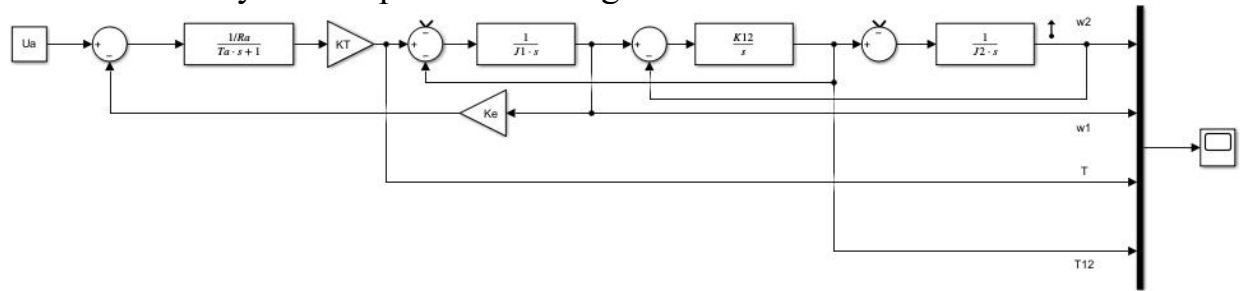 w2
Ua
1/Ra
Ta · s + 1
KT
1
J1 · s
K12
s
1
J2 · s
Ke
w1
T
T12